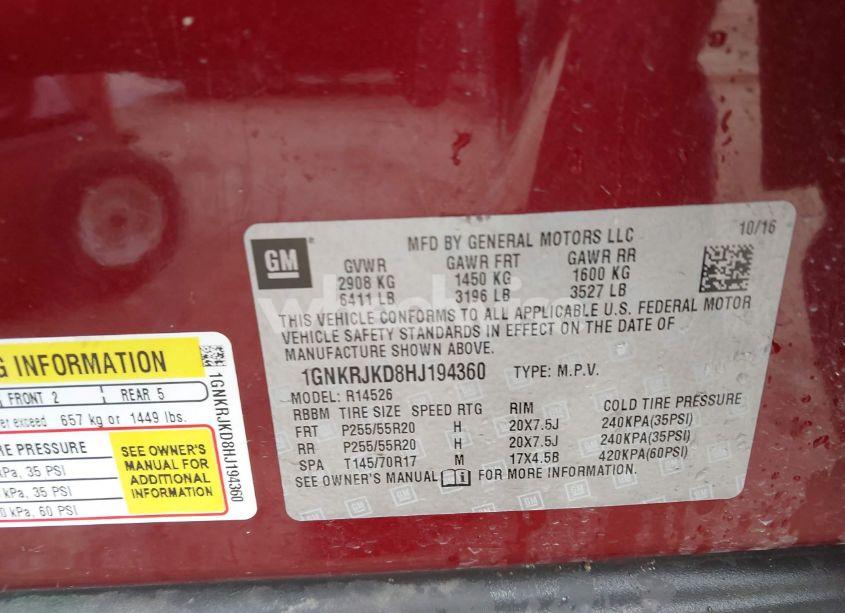 GM
MFD BY GENERAL MOTORS LLC
10/16
GVWR GAWR FRT GAWR RR
2908 KG 1450 KG 1600 KG
6411 LB 3196 LB 3527 LB
THIS VEHICLE CONFORMS TO ALL APPLICABLE U.S. FEDERAL MOTOR
VEHICLE SAFETY STANDARDS IN EFFECT ON THE DATE OF
MANUFACTURE SHOWN ABOVE.
1GNKRJKD8HJ194360 TYPE: M.P.V.
MODEL: R14526
RBBM TIRE SIZE SPEED RTG RIM COLD TIRE PRESSURE
FRT P255/55R20 H 20X7.5J 240KPA(35PSI)
RR P255/55R20 H 20X7.5J 240KPA(35PSI)
SPA T145/70R17 M 17X4.5B 420KPA(60PSI)
SEE OWNER'S MANUAL FOR MORE INFORMATION.
G INFORMATION
FRONT 2 REAR 5
er exceed 657 kg or 1449 lbs.
E PRESSURE
kPa, 35 PSI
kPa, 35 PSI
0 kPa, 60 PSI
SEE OWNER'S
MANUAL FOR
ADDITIONAL
INFORMATION
1GNKRJKD8HJ194360